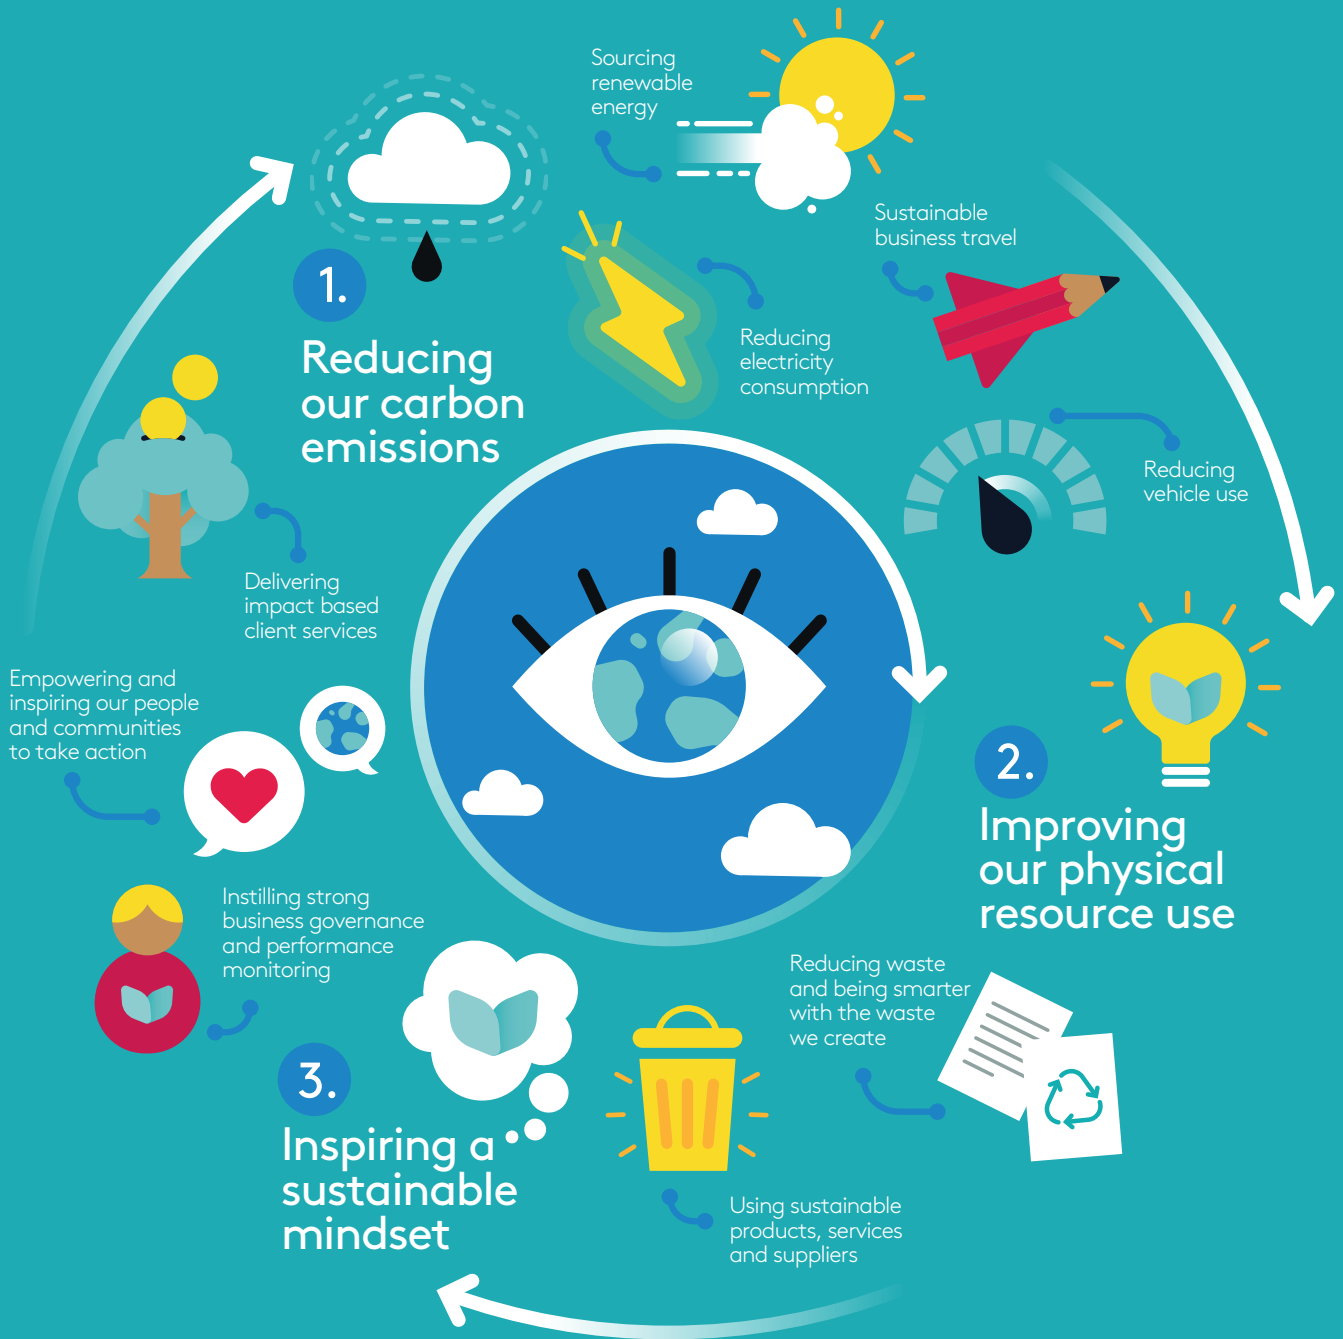 1.
Reducing
our carbon
emissions
Sourcing
renewable
energy
Reducing
electricity
consumption
Sustainable
business travel
Reducing
vehicle use
2.
Improving
our physical
resource use
Reducing waste
and being smarter
with the waste
we create
Using sustainable
products, services
and suppliers
3.
Inspiring a
sustainable
mindset
Instilling strong
business governance
and performance
monitoring
Empowering and
inspiring our people
and communities
to take action
Delivering
impact based
client services